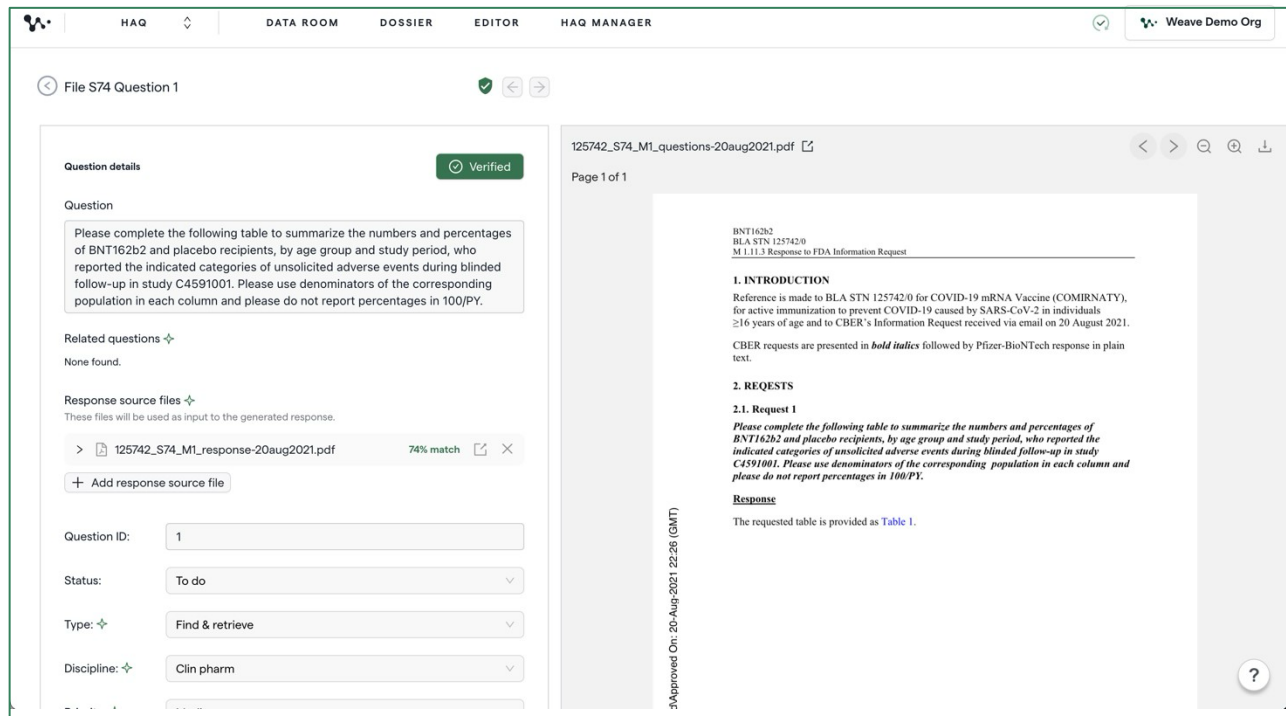 HAQ
DATA ROOM
DOSSIER
EDITOR
HAQ MANAGER
Weave Demo Org
File S74 Question 1
Question details
Verified
Question
Please complete the following table to summarize the numbers and percentages
of BNT162b2 and placebo recipients, by age group and study period, who
reported the indicated categories of unsolicited adverse events during blinded
follow-up in study C4591001. Please use denominators of the corresponding
population in each column and please do not report percentages in 100/PY.
Related questions
None found.
Response source files
These files will be used as input to the generated response.
125742_S74_M1_response-20aug2021.pdf
74% match
+ Add response source file
Question ID:
1
Status:
To do
Type:
Find & retrieve
Discipline:
Clin pharm
125742_S74_M1_questions-20aug2021.pdf
Page 1 of 1
BNT162b2
BLA STN 125742/0
M 1.11.3 Response to FDA Information Request
1. INTRODUCTION
Reference is made to BLA STN 125742/0 for COVID-19 mRNA Vaccine (COMIRNATY),
for active immunization to prevent COVID-19 caused by SARS-CoV-2 in individuals
≥16 years of age and to CBER's Information Request received via email on 20 August 2021.
CBER requests are presented in bold italics followed by Pfizer-BioNTech response in plain
text.
2. REQESTS
2.1. Request 1
Please complete the following table to summarize the numbers and percentages of
BNT162b2 and placebo recipients, by age group and study period, who reported the
indicated categories of unsolicited adverse events during blinded follow-up in study
C4591001. Please use denominators of the corresponding population in each column and
please do not report percentages in 100/PY.
Response
The requested table is provided as Table 1.
d\Approved On: 20-Aug-2021 22:26 (GMT)
?